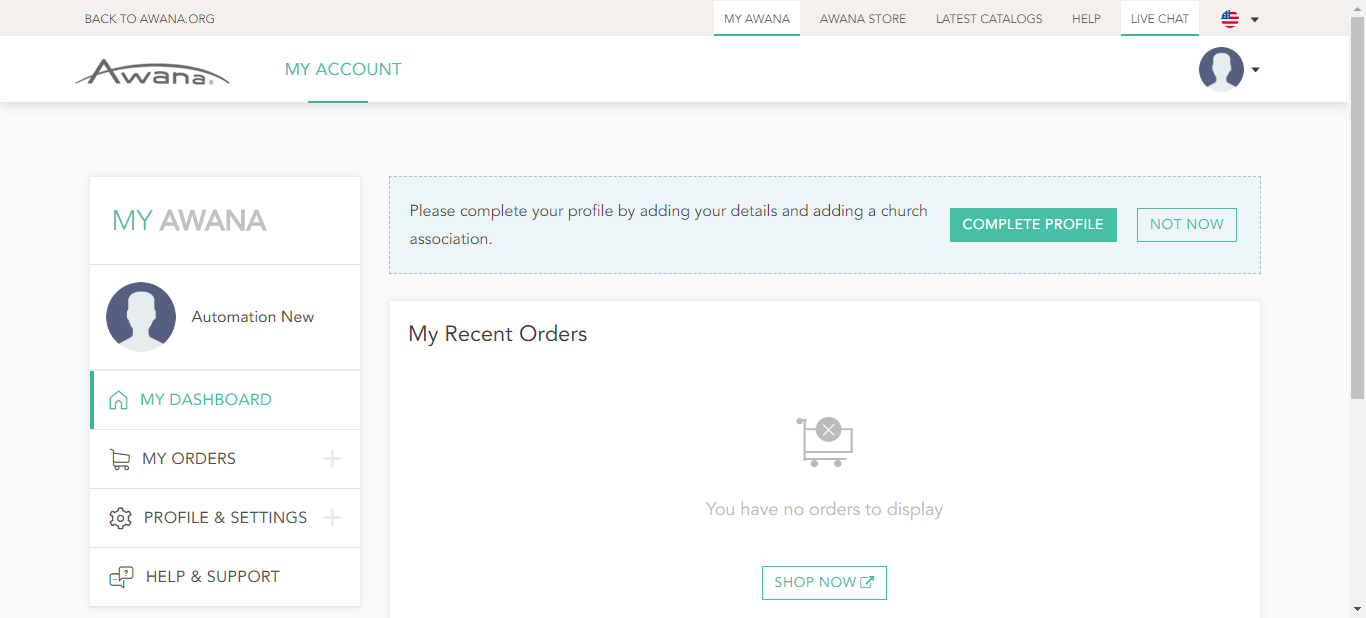 BACK TO AWANA.ORG
MY AWANA
AWANA STORE
LATEST CATALOGS
HELP
LIVE CHAT
Awana®
MY ACCOUNT
MY AWANA
Automation New
MY DASHBOARD
MY ORDERS
PROFILE & SETTINGS
HELP & SUPPORT
Please complete your profile by adding your details and adding a church
association.
COMPLETE PROFILE
NOT NOW
My Recent Orders
You have no orders to display
SHOP NOW